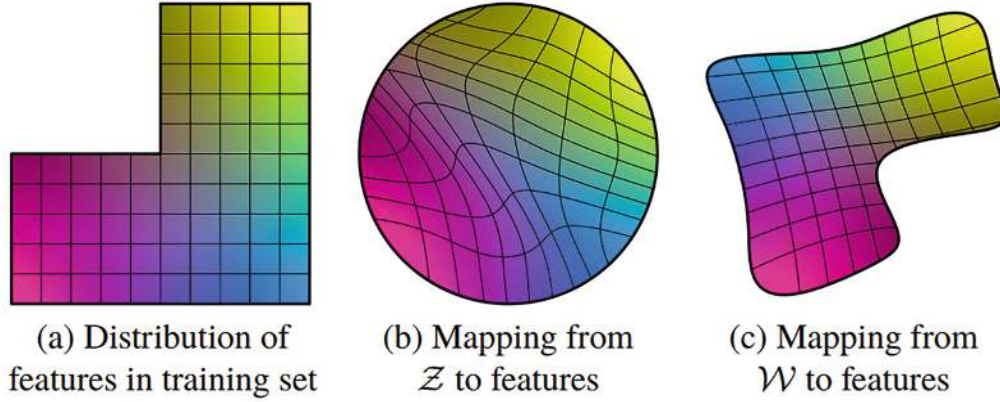 (a) Distribution of
features in training set
(b) Mapping from
𝒵 to features
(c) Mapping from
𝒲 to features